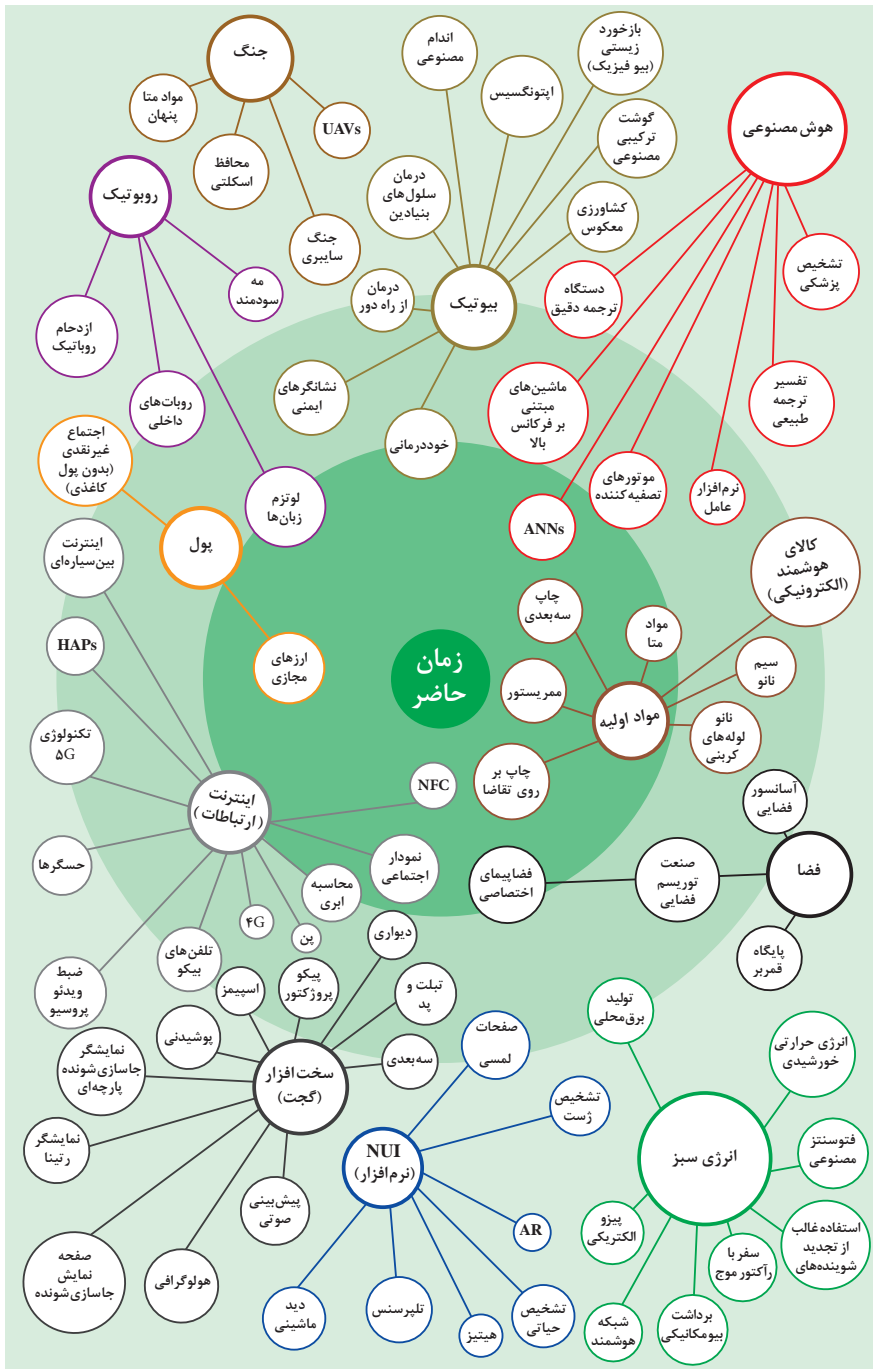 جنگ
مواد متا
پنهان
محافظ
اسکلتی
UAVs
جنگ
سایبری
روبوتیک
ازدحام
روباتیک
روبات‌های
داخلی
مه
سودمند
لوتزم
زبان‌ها
بیوتیک
اندام
مصنوعی
اپتونگسیس
بازخورد
زیستی
(بیو فیزیک)
گوشت
ترکیبی
مصنوعی
کشاورزی
معکوس
درمان
سلول‌های
بنیادین
درمان
از راه دور
نشانگرهای
ایمنی
خوددرمانی
هوش مصنوعی
تشخیص
پزشکی
دستگاه
ترجمه دقیق
تفسیر
ترجمه
طبیعی
ماشین‌های
مبتنی
بر فرکانس
بالا
موتورهای
تصفیه‌کننده
نرم‌افزار
عامل
ANNs
اجتماع
غیرنقدی
(بدون پول
کاغذی)
پول
ارزهای
مجازی
زمان
حاضر
مواد اولیه
کالای
هوشمند
(الکترونیکی)
چاپ
سه‌بعدی
مواد
متا
سیم
نانو
ممریستور
نانو
لوله‌های
کربنی
چاپ بر
روی تقاضا
اینترنت
(ارتباطات)
اینترنت
بین‌سیاره‌ای
HAPs
تکنولوژی
۵G
حسگرها
ضبط
ویدئو
پروسیو
تلفن‌های
بیکو
۴G
پن
محاسبه
ابری
نمودار
اجتماعی
NFC
فضا
آسانسور
فضایی
صنعت
توریسم
فضایی
فضاپیمای
اختصاصی
پایگاه
قمربر
سخت‌افزار
(گجت)
دیواری
پیکو
پروژکتور
اسپیمز
تبلت و
پد
پوشیدنی
سه‌بعدی
نمایشگر
جاسازی‌شونده
پارچه‌ای
نمایشگر
رتینا
پیش‌بینی
صوتی
صفحه
نمایش
جاسازی‌شونده
هولوگرافی
NUI
(نرم‌افزار)
صفحات
لمسی
تشخیص
ژست
AR
تشخیص
حیاتی
هیتیز
تلپرسنس
دید
ماشینی
انرژی سبز
تولید
برق‌محلی
انرژی حرارتی
خورشیدی
فتوسنتز
مصنوعی
استفاده غالب
از تجدید
شوینده‌های
سفر با
رآکتور موج
پیزو
الکتریکی
برداشت
بیومکانیکی
شبکه
هوشمند